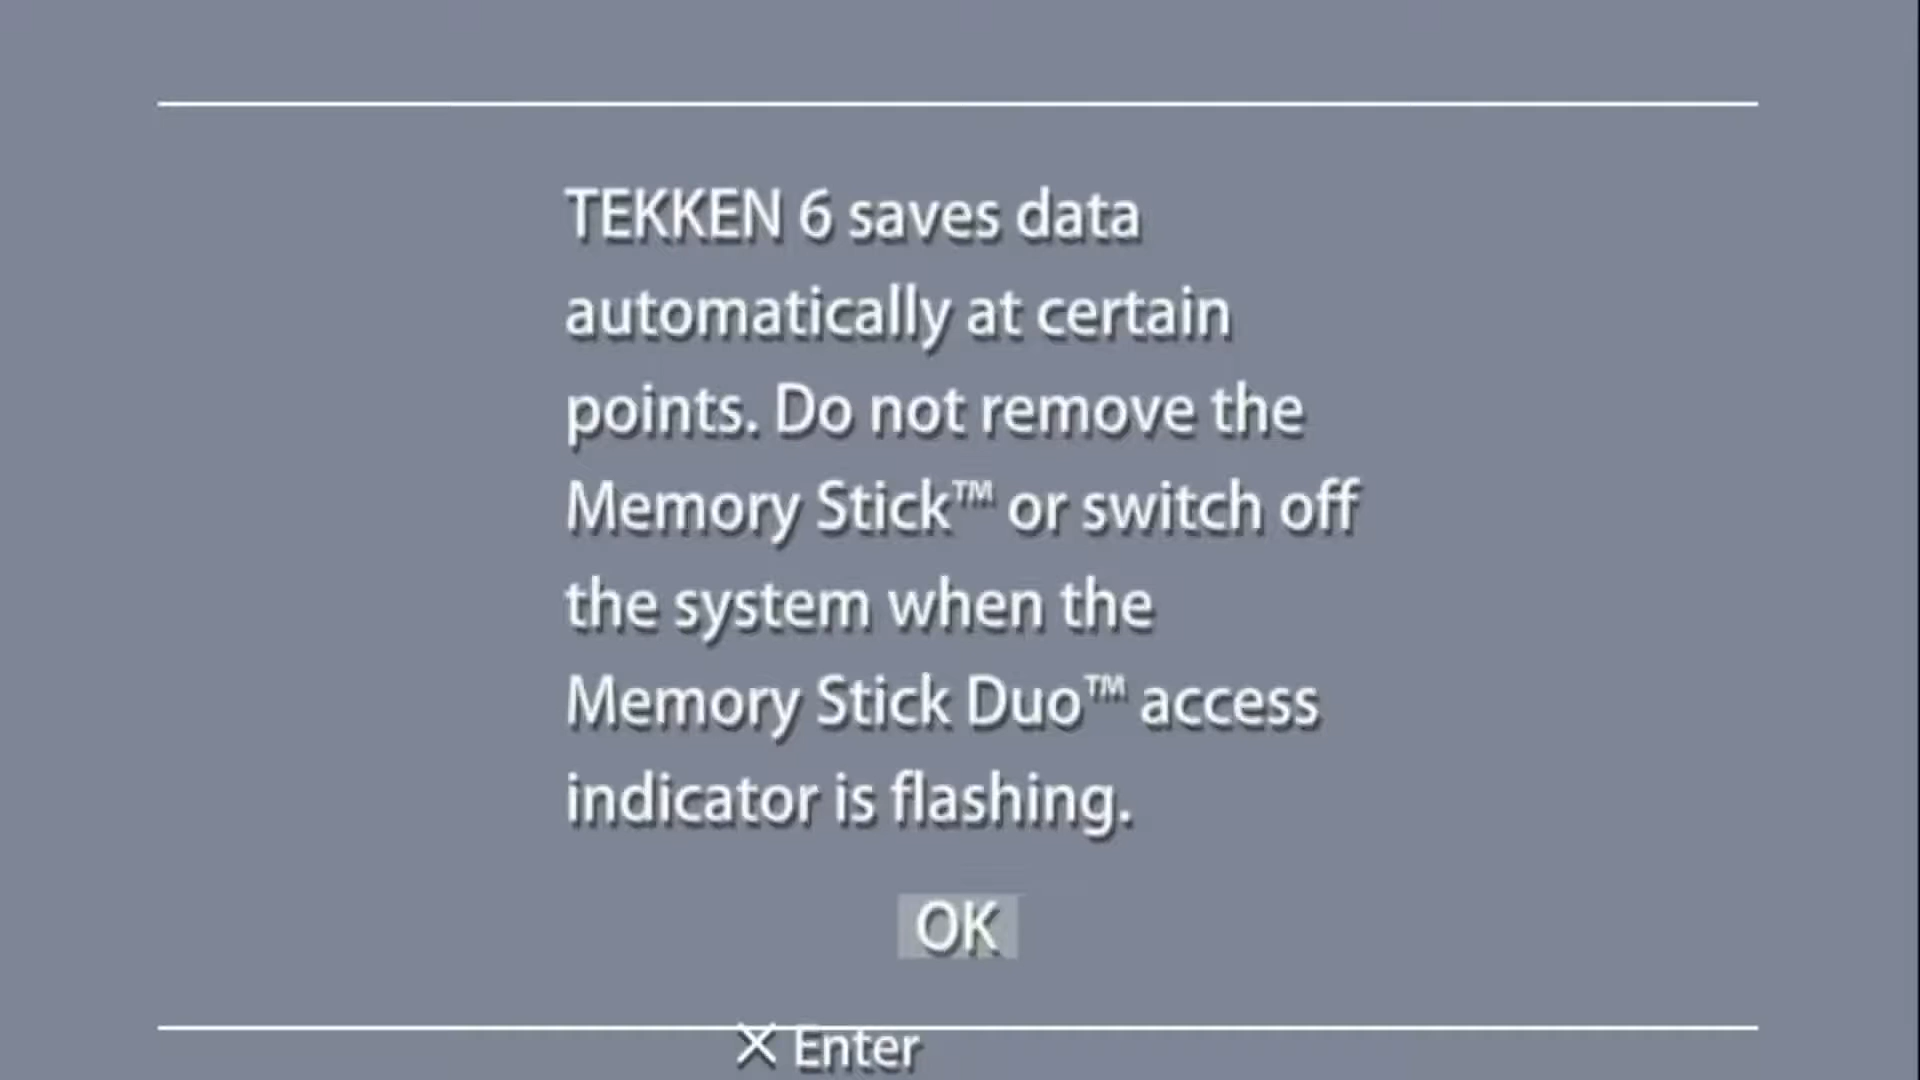 TEKKEN 6 saves data
automatically at certain
points. Do not remove the
Memory Stick™ or switch off
the system when the
Memory Stick Duo™ access
indicator is flashing.
OK
✕ Enter